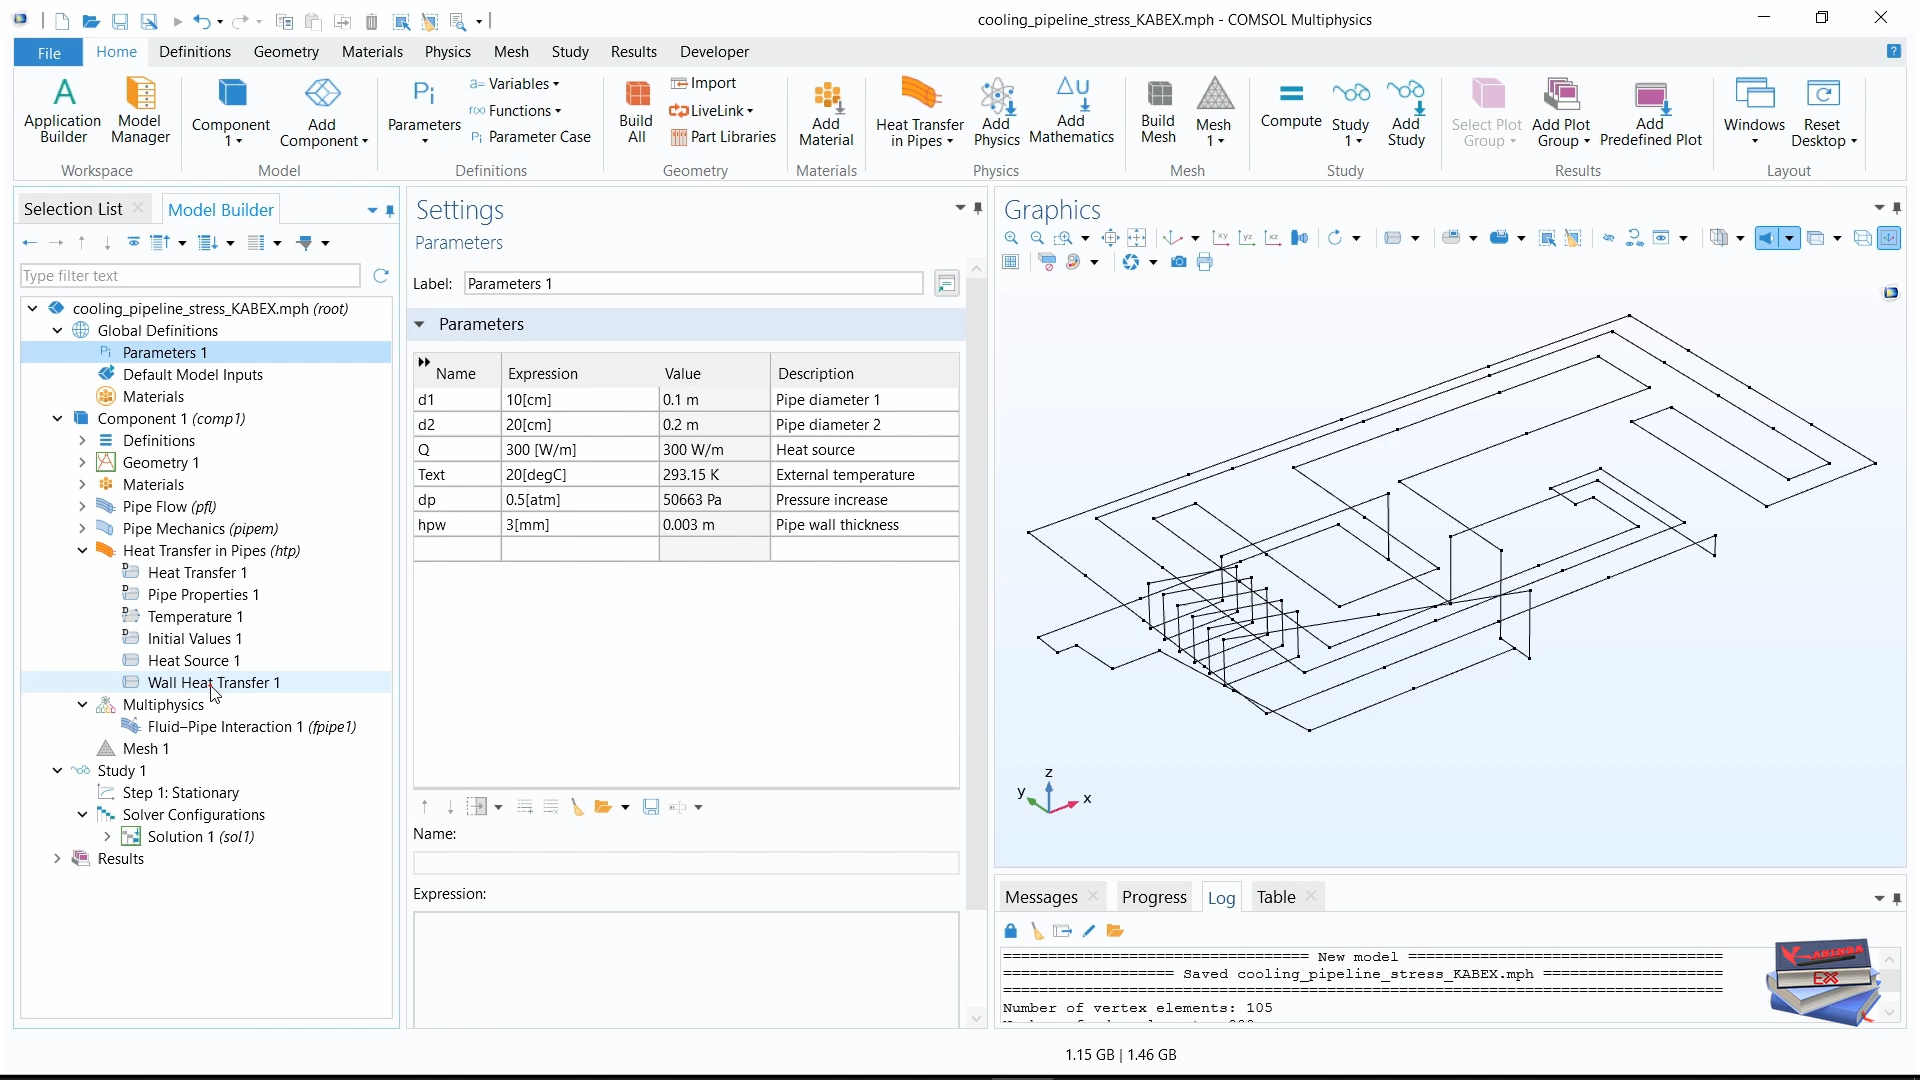 cooling_pipeline_stress_KABEX.mph - COMSOL Multiphysics
File Home Definitions Geometry Materials Physics Mesh Study Results Developer
Application Builder
Model Manager
Workspace
Component 1
Add Component
Model
Parameters
a= Variables
f(x) Functions
Pi Parameter Case
Definitions
Build All
Import
LiveLink
Part Libraries
Geometry
Add Material
Materials
Heat Transfer in Pipes
Add Physics
Add Mathematics
Physics
Build Mesh
Mesh 1
Mesh
Compute
Study 1
Add Study
Study
Select Plot Group
Add Plot Group
Add Predefined Plot
Results
Windows
Reset Desktop
Layout
Selection List
Model Builder
Type filter text
cooling_pipeline_stress_KABEX.mph (root)
Global Definitions
Pi Parameters 1
Default Model Inputs
Materials
Component 1 (comp1)
Definitions
Geometry 1
Materials
Pipe Flow (pfl)
Pipe Mechanics (pipem)
Heat Transfer in Pipes (htp)
Heat Transfer 1
Pipe Properties 1
Temperature 1
Initial Values 1
Heat Source 1
Wall Heat Transfer 1
Multiphysics
Fluid–Pipe Interaction 1 (fpipe1)
Mesh 1
Study 1
Step 1: Stationary
Solver Configurations
Solution 1 (sol1)
Results
Settings
Parameters
Label: Parameters 1
Parameters
Name Expression Value Description
d1 10[cm] 0.1 m Pipe diameter 1
d2 20[cm] 0.2 m Pipe diameter 2
Q 300 [W/m] 300 W/m Heat source
Text 20[degC] 293.15 K External temperature
dp 0.5[atm] 50663 Pa Pressure increase
hpw 3[mm] 0.003 m Pipe wall thickness
Name:
Expression:
Graphics
z
y
x
Messages Progress Log Table
================================= New model ==================================
================== Saved cooling_pipeline_stress_KABEX.mph ===================
Number of vertex elements: 105
KABINDA
EX
1.15 GB | 1.46 GB